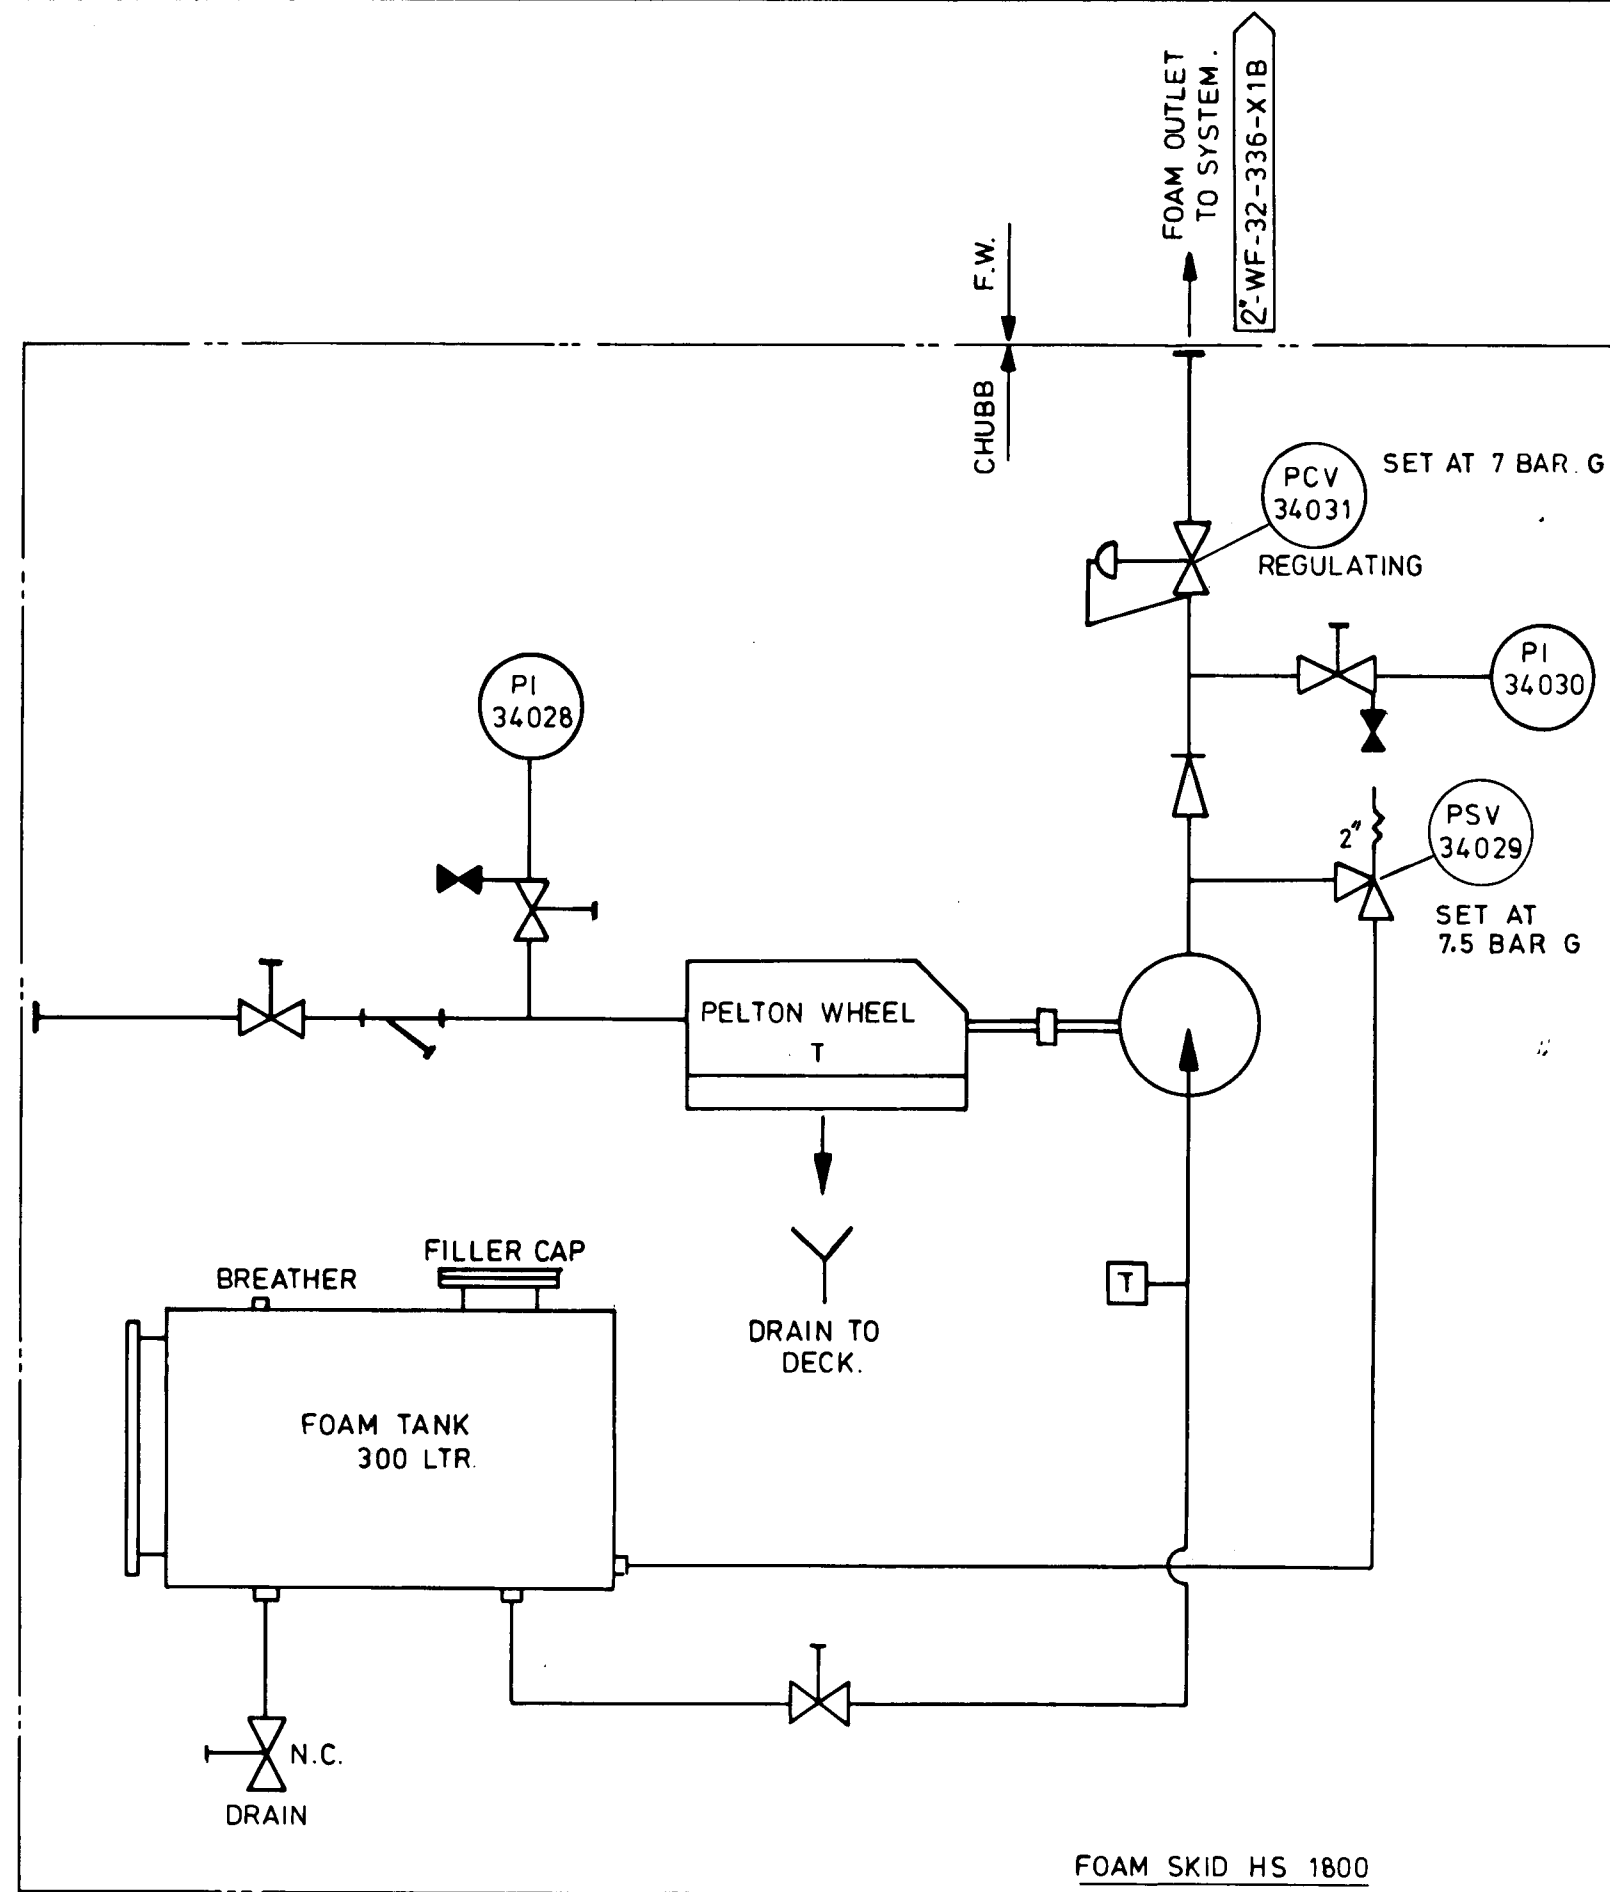 FOAM OUTLET
TO SYSTEM.
2"-WF-32-336-X1B
F.W.
CHUBB
PCV
34031
SET AT 7 BAR. G
REGULATING
PI
34030
PI
34028
2"
PSV
34029
SET AT
7.5 BAR G
PELTON WHEEL
T
FILLER CAP
BREATHER
T
DRAIN TO
DECK.
FOAM TANK
300 LTR.
N.C.
DRAIN
FOAM SKID HS 1800